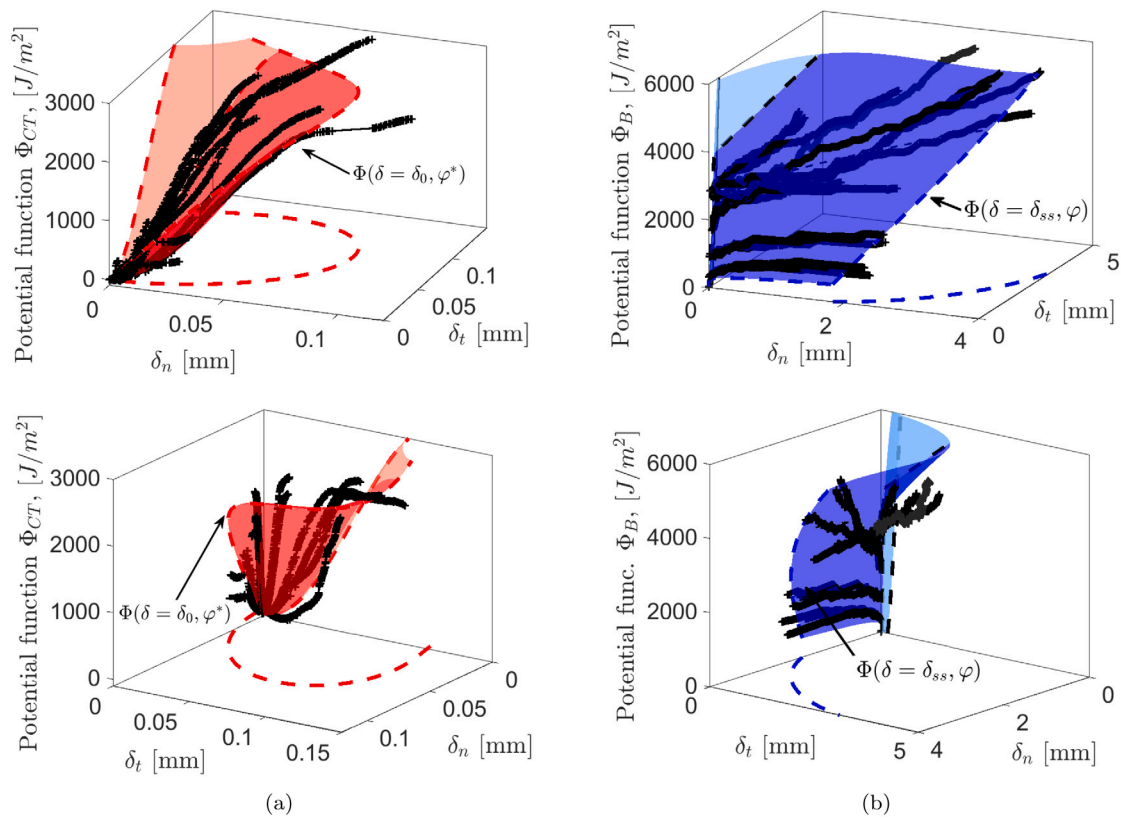 Potential function Φ_CT, [J/m²]
3000
2000
1000
0
0
0.05
0.1
δ_n [mm]
0
0.05
0.1
δ_t [mm]
Φ(δ = δ_0, φ*)
Potential function Φ_B, [J/m²]
6000
4000
2000
0
0
2
4
δ_n [mm]
0
5
δ_t [mm]
Φ(δ = δ_ss, φ)
Potential function Φ_CT, [J/m²]
3000
2000
1000
0
0
0.05
0.1
0.15
δ_t [mm]
0.1
0.05
0
δ_n [mm]
Φ(δ = δ_0, φ*)
Potential func. Φ_B, [J/m²]
6000
4000
2000
0
0
5
δ_t [mm]
4
2
0
δ_n [mm]
Φ(δ = δ_ss, φ)
(a)
(b)